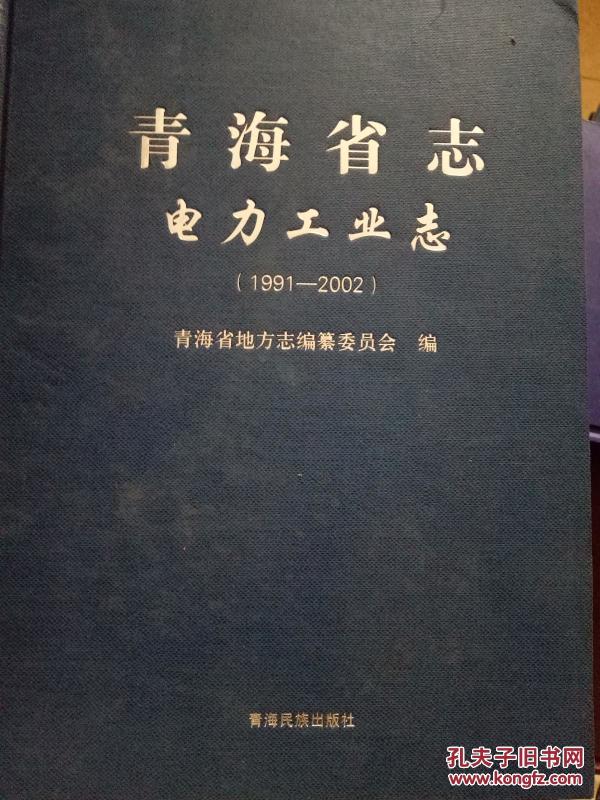 青海省志
电力工业志
(1991—2002)
青海省地方志编纂委员会 编
青海民族出版社
孔夫子旧书网
www.kongfz.com